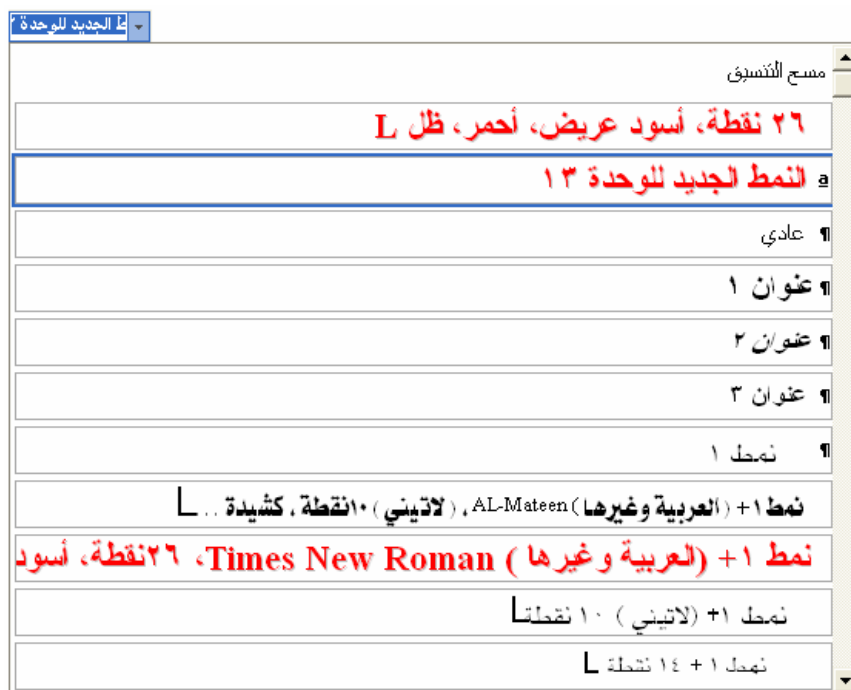 ط الجديد للوحدة ٣
مسح التنسيق
٢٦ نقطة، أسود عريض، أحمر، ظل L
a النمط الجديد للوحدة ١٣
¶ عادي
¶ عنوان ١
¶ عنوان ٢
¶ عنوان ٣
¶ نمط ١
نمط ١+ (العربية وغيرها) AL-Mateen، (لاتيني) ١٠نقطة، كشيدة .. L
نمط ١+ (العربية وغيرها ) Times New Roman، ٢٦نقطة، أسود
نمط ١+ (لاتيني ) ١٠ نقطة L
نمط ١ + ١٤ نقطة L